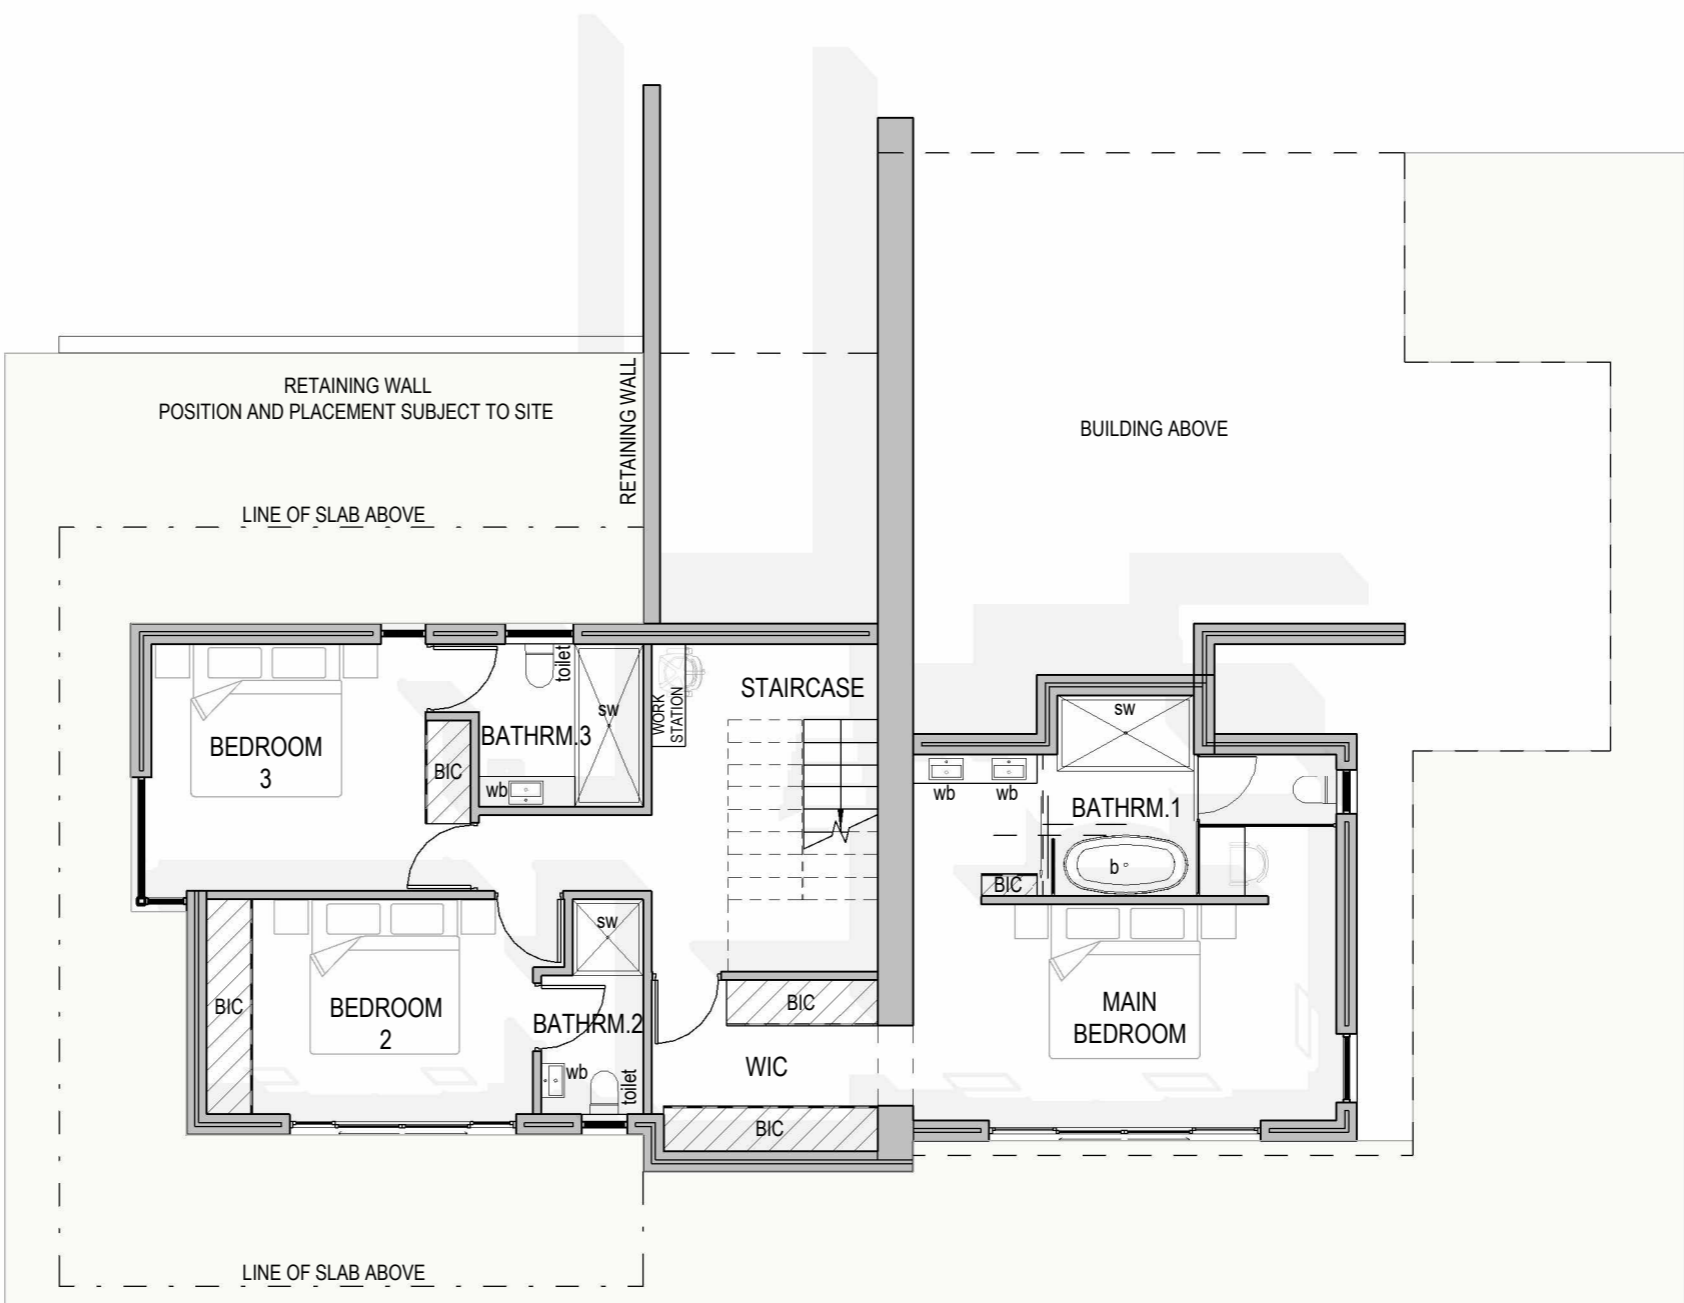 RETAINING WALL
POSITION AND PLACEMENT SUBJECT TO SITE
RETAINING WALL
BUILDING ABOVE
LINE OF SLAB ABOVE
toilet
WORK
STATION
STAIRCASE
sw
sw
BEDROOM
3
BATHRM.3
BIC
wb
wb
wb
BATHRM.1
b
BIC
sw
BIC
BEDROOM
2
BATHRM.2
BIC
MAIN
BEDROOM
wb
toilet
WIC
BIC
LINE OF SLAB ABOVE